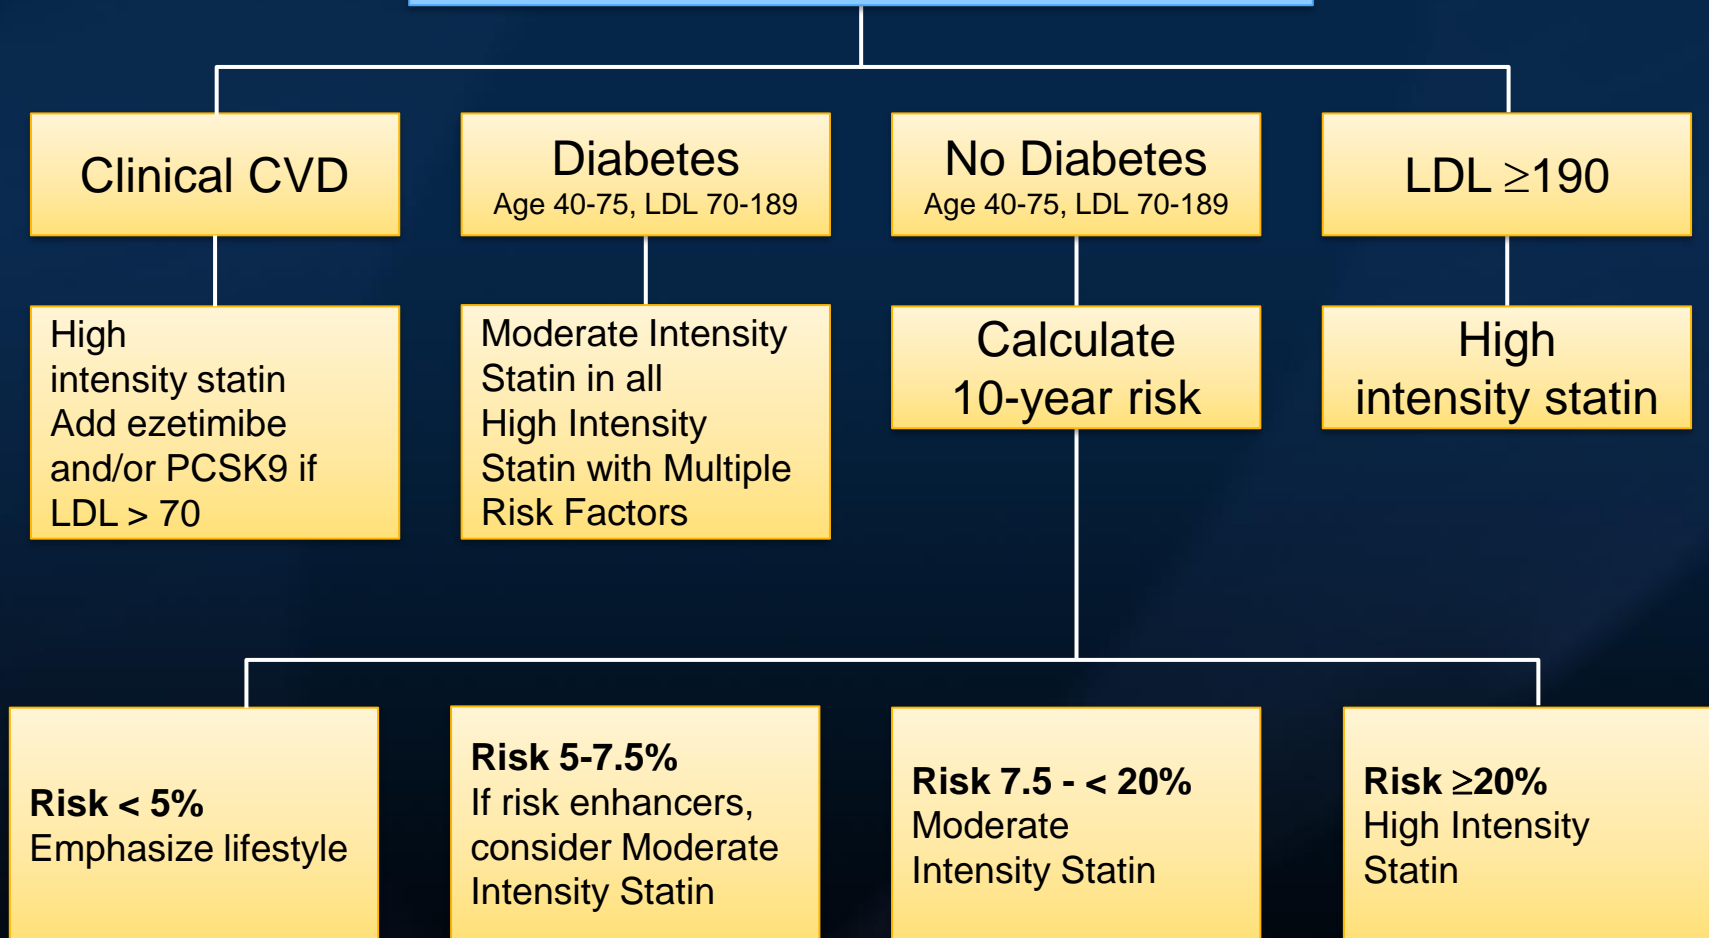 Clinical CVD
Diabetes
Age 40-75, LDL 70-189
No Diabetes
Age 40-75, LDL 70-189
LDL ≥190
High
intensity statin
Add ezetimibe
and/or PCSK9 if
LDL > 70
Moderate Intensity
Statin in all
High Intensity
Statin with Multiple
Risk Factors
Calculate
10-year risk
High
intensity statin
Risk < 5%
Emphasize lifestyle
Risk 5-7.5%
If risk enhancers,
consider Moderate
Intensity Statin
Risk 7.5 - < 20%
Moderate
Intensity Statin
Risk ≥20%
High Intensity
Statin